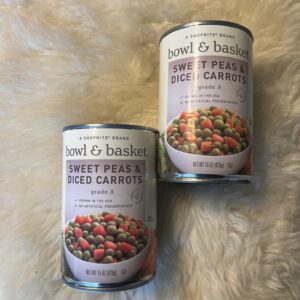 A SHOPRITE® BRAND
bowl & basket
SWEET PEAS &
DICED CARROTS
grade A
✓ GROWN IN THE USA
✓ NO ARTIFICIAL PRESERVATIVES
NET WT. 15 OZ (425g)
A SHOPRITE® BRAND
bowl & basket
SWEET PEAS &
DICED CARROTS
grade A
✓ GROWN IN THE USA
✓ NO ARTIFICIAL PRESERVATIVES
NET WT. 15 OZ (425g)